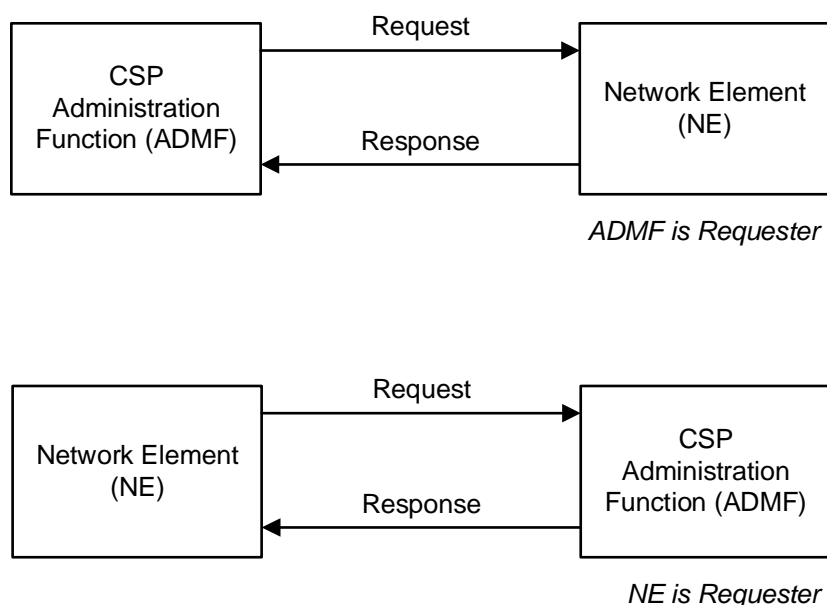 Request
CSP
Administration
Function (ADMF)
Network Element
(NE)
Response
ADMF is Requester
Request
Network Element
(NE)
CSP
Administration
Function (ADMF)
Response
NE is Requester